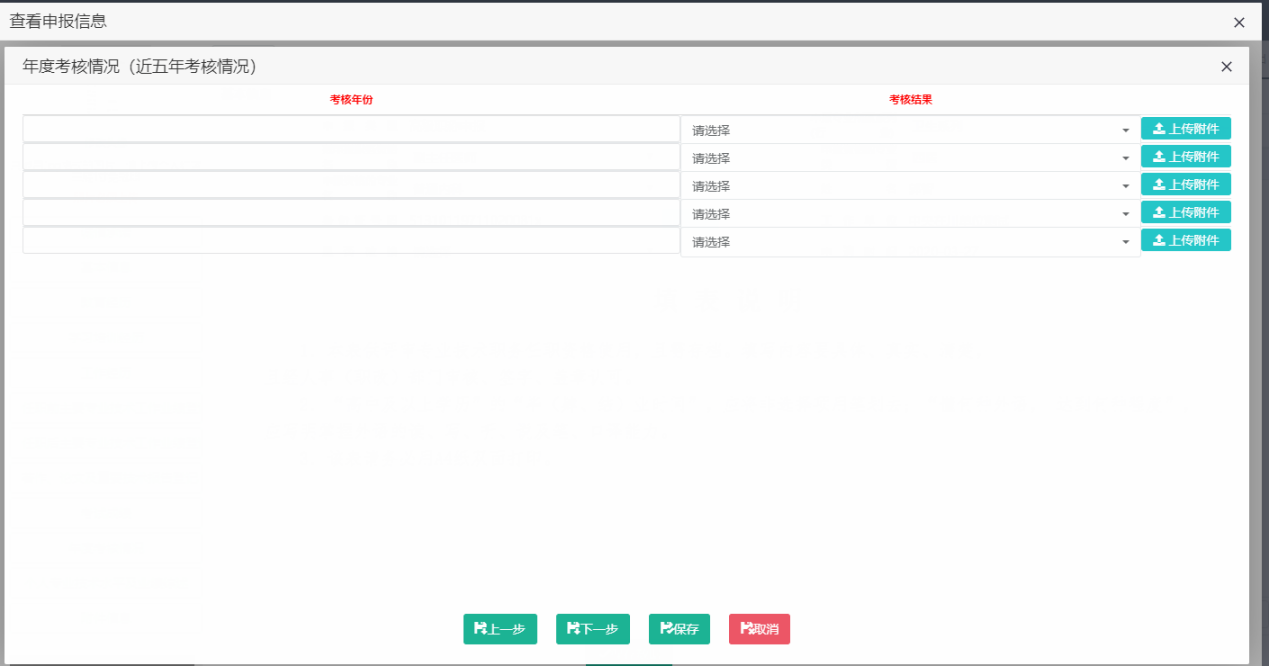 查看申报信息
年度考核情况（近五年考核情况）
考核年份 考核结果
请选择 上传附件
请选择 上传附件
请选择 上传附件
请选择 上传附件
请选择 上传附件
上一步 下一步 保存 取消